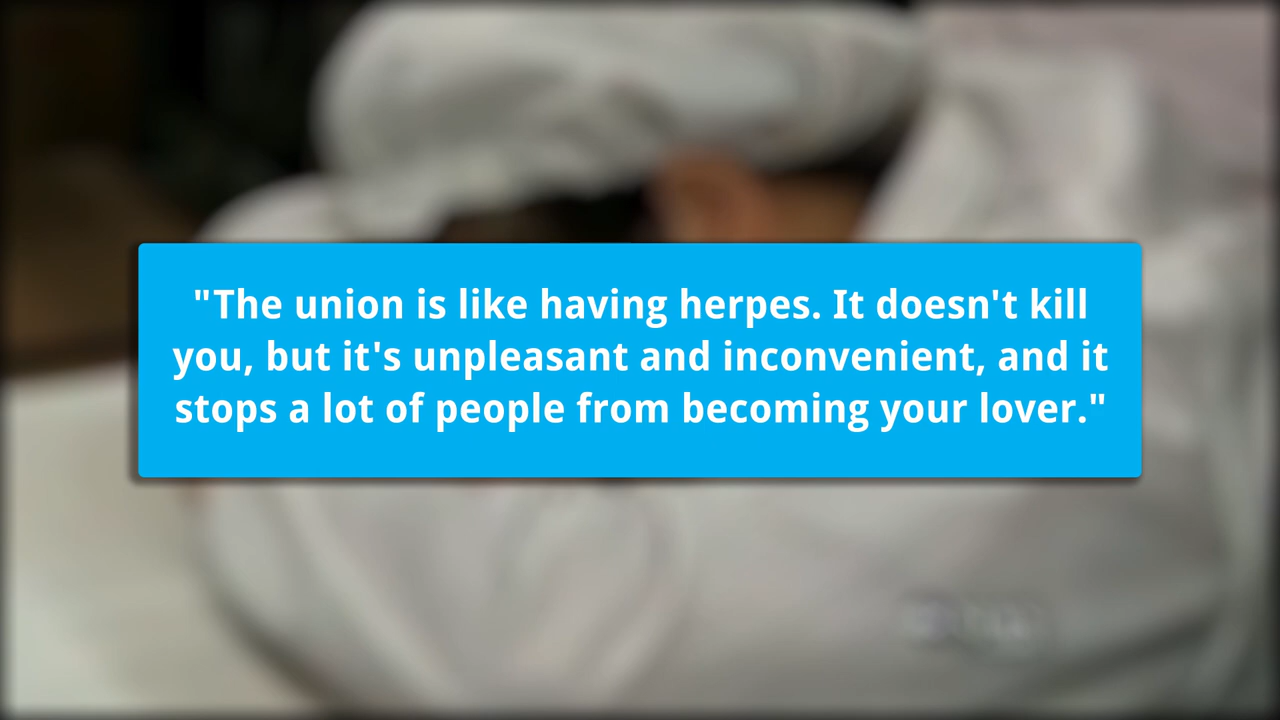 "The union is like having herpes. It doesn't kill
you, but it's unpleasant and inconvenient, and it
stops a lot of people from becoming your lover."